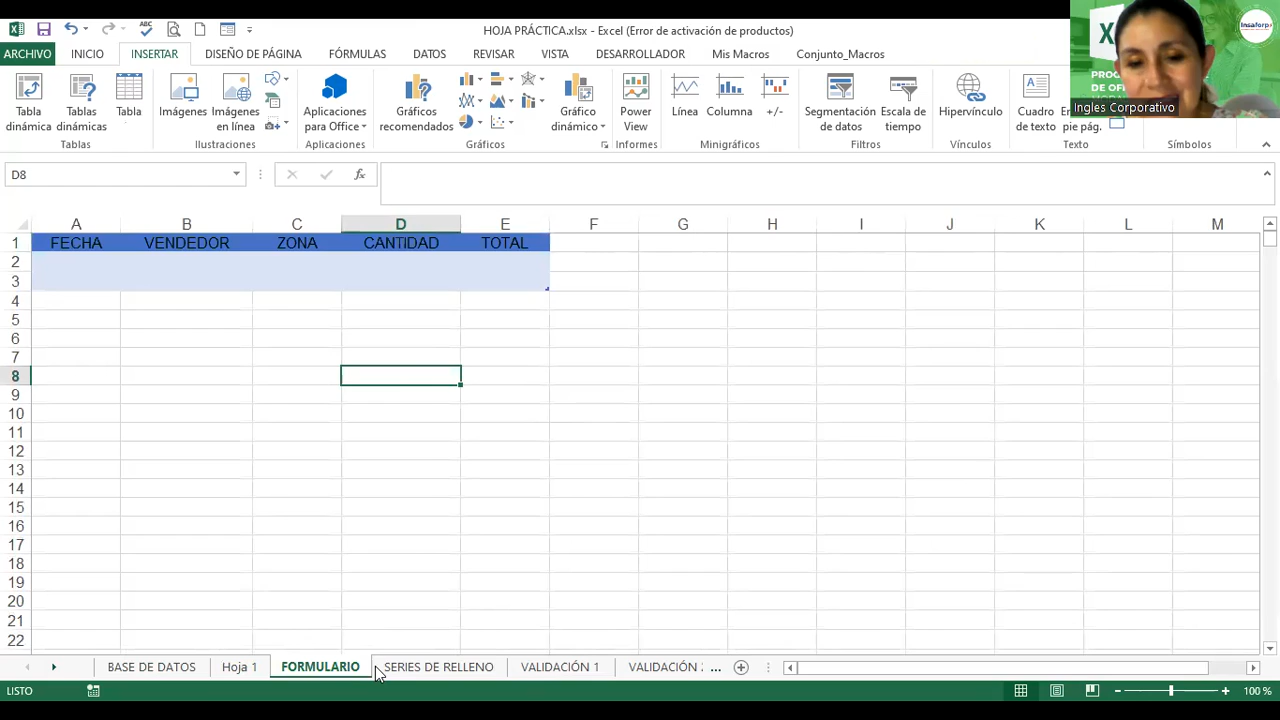 HOJA PRÁCTICA.xlsx - Excel (Error de activación de productos)
ABC
ARCHIVO INICIO INSERTAR DISEÑO DE PÁGINA FÓRMULAS DATOS REVISAR VISTA DESARROLLADOR Mis Macros Conjunto_Macros
Insaforp
Ingles Corporativo
Tabla dinámica
Tablas dinámicas
Tabla
Imágenes
Imágenes en línea
Aplicaciones para Office
Gráficos recomendados
Gráfico dinámico
Power View
Línea
Columna
+/-
Segmentación de datos
Escala de tiempo
Hipervínculo
Cuadro de texto
pie pág.
Tablas Ilustraciones Aplicaciones Gráficos Informes Minigráficos Filtros Vínculos Texto Símbolos
D8 fx
A B C D E F G H I J K L M
1 FECHA VENDEDOR ZONA CANTIDAD TOTAL
2
3
4
5
6
7
8
9
10
11
12
13
14
15
16
17
18
19
20
21
22
BASE DE DATOS Hoja 1 FORMULARIO SERIES DE RELLENO VALIDACIÓN 1 VALIDACIÓN ...
LISTO 100 %